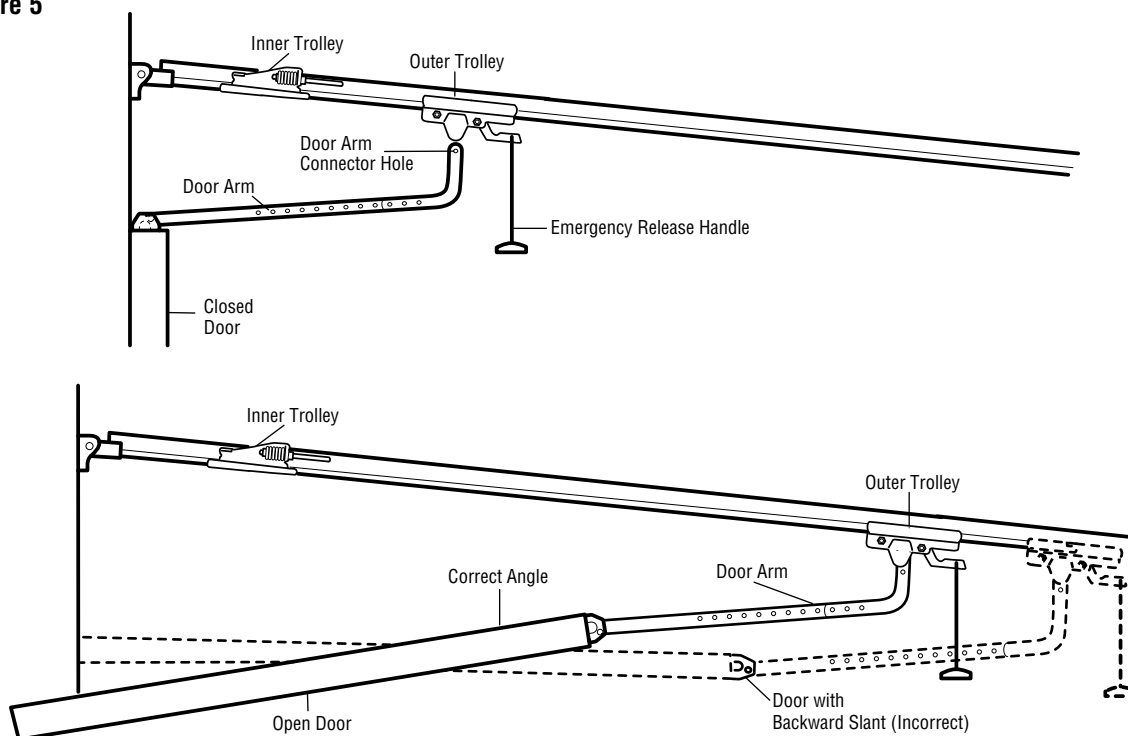 re 5
Inner Trolley
Outer Trolley
Door Arm
Connector Hole
Door Arm
Emergency Release Handle
Closed
Door
Inner Trolley
Outer Trolley
Correct Angle
Door Arm
Door with
Backward Slant (Incorrect)
Open Door